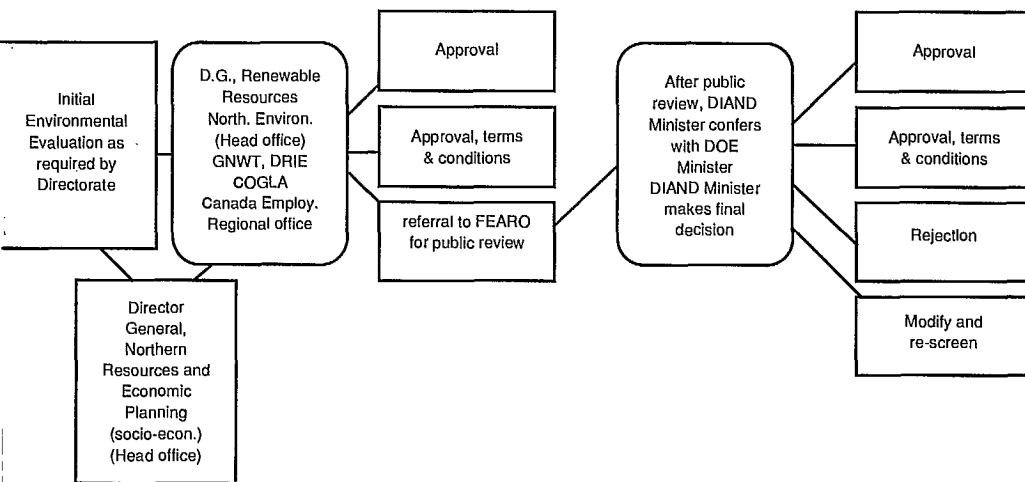 Initial
Environmental
Evaluation as
required by
Directorate
D.G., Renewable
Resources
North. Environ.
(Head office)
GNWT, DRIE
COGLA
Canada Employ.
Regional office
Director
General,
Northern
Resources and
Economic
Planning
(socio-econ.)
(Head office)
Approval
Approval, terms
& conditions
referral to FEARO
for public review
After public
review, DIAND
Minister confers
with DOE
Minister
DIAND Minister
makes final
decision
Approval
Approval, terms
& conditions
Rejection
Modify and
re-screen